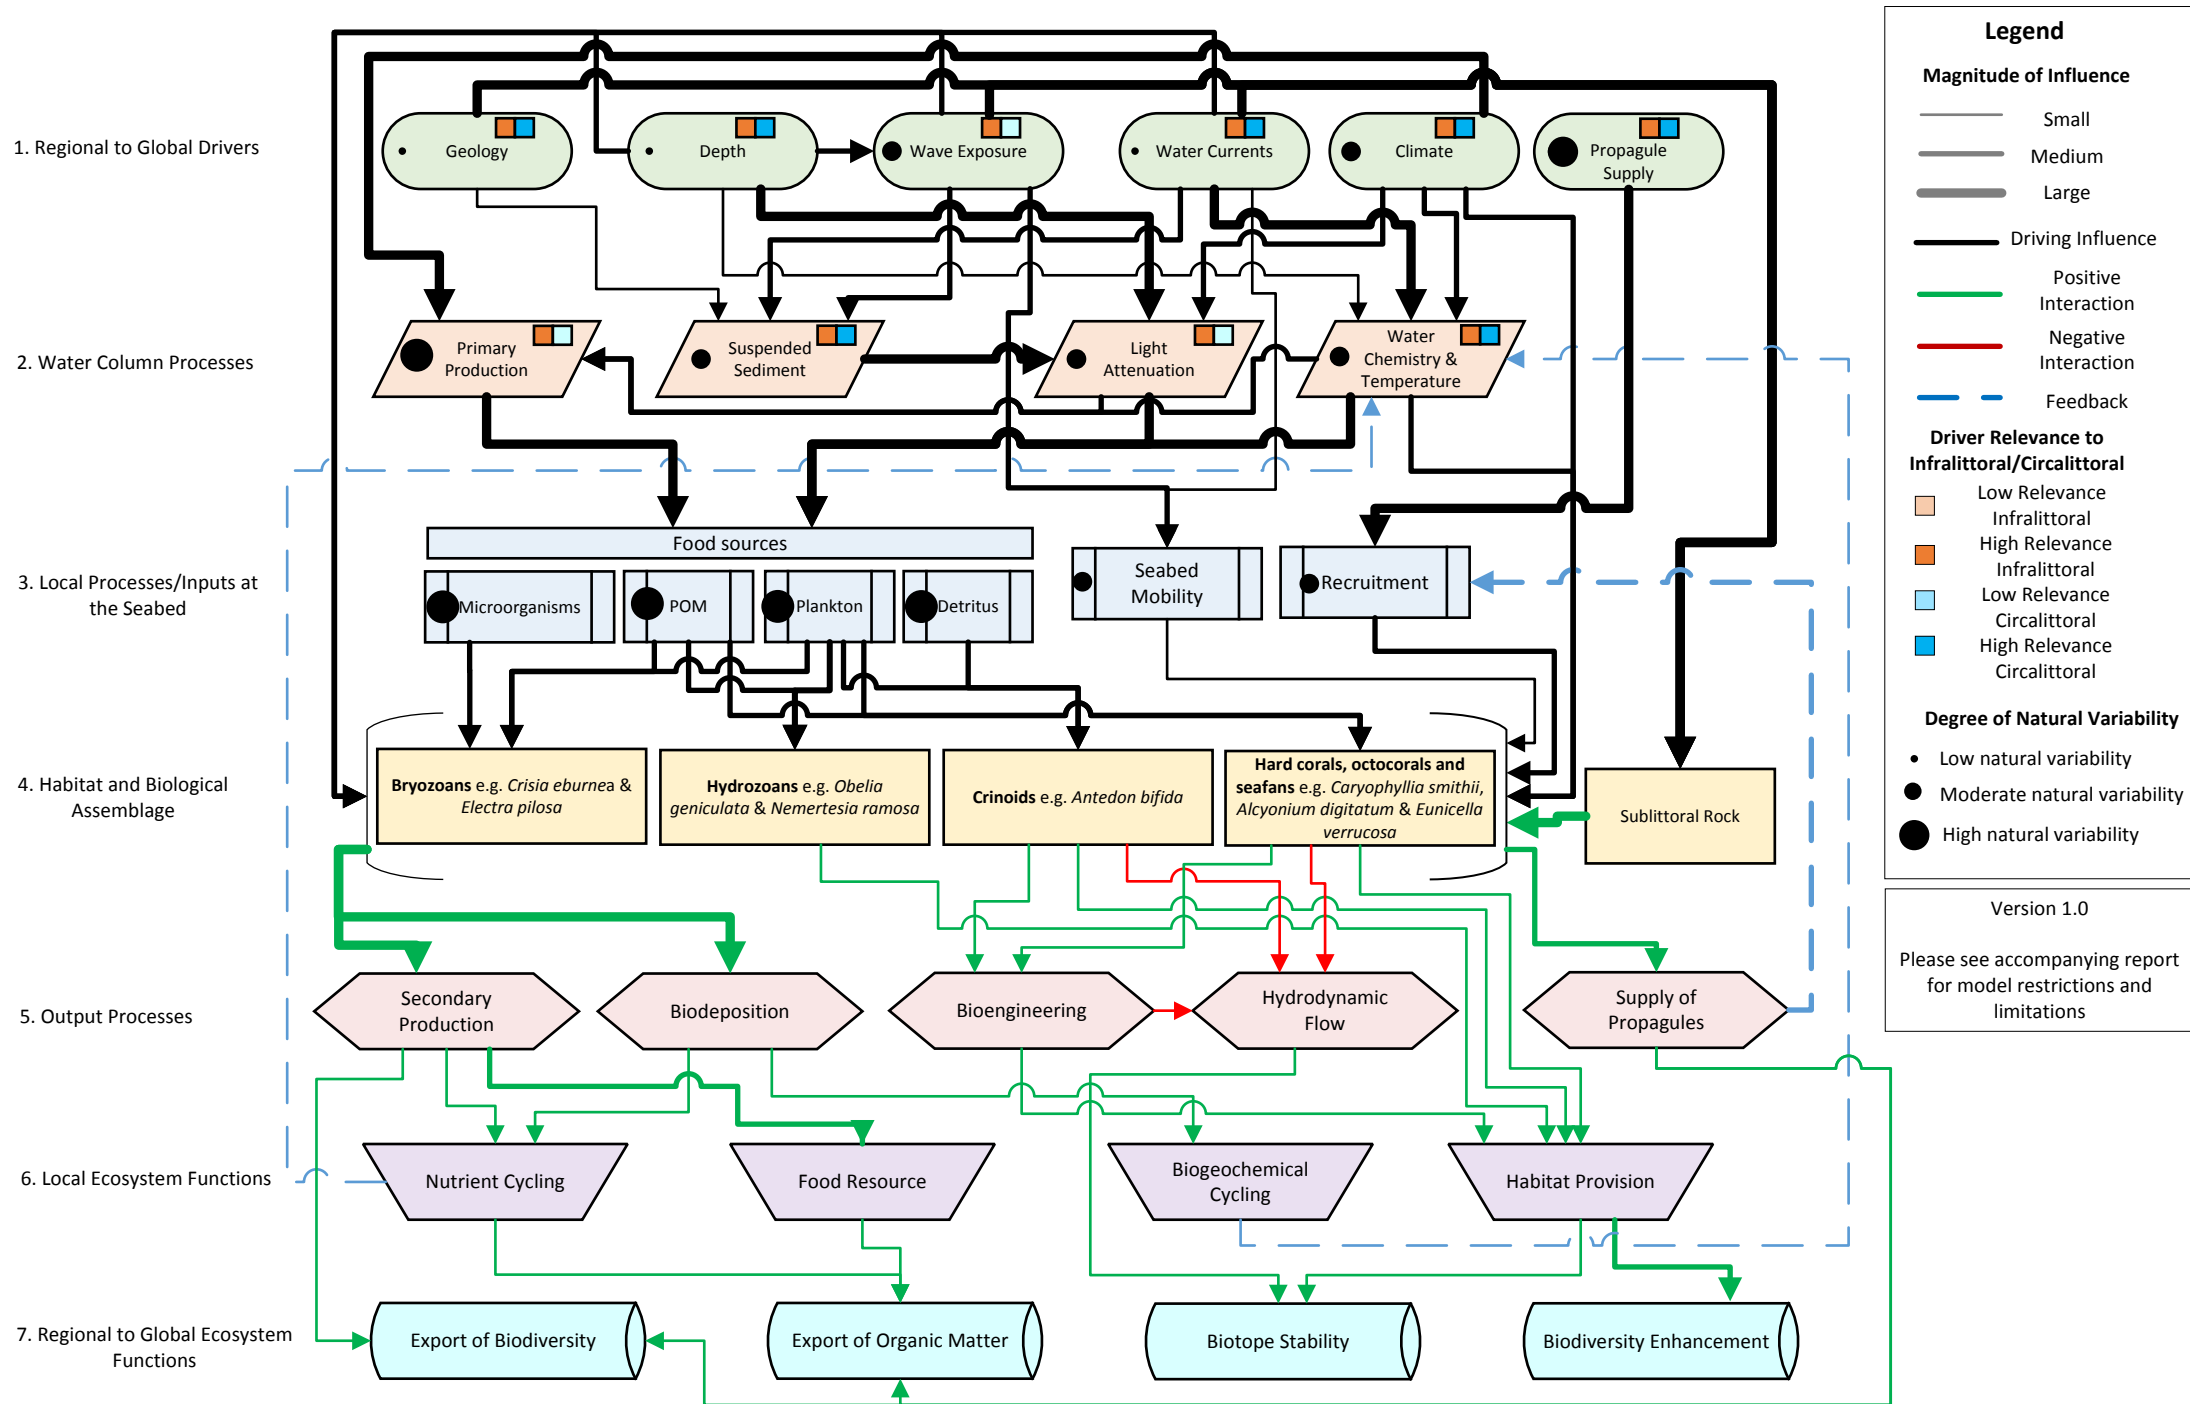 1. Regional to Global Drivers
Geology
Depth
Wave Exposure
Water Currents
Climate
Propagule
Supply
2. Water Column Processes
Primary
Production
Suspended
Sediment
Light
Attenuation
Water
Chemistry &
Temperature
3. Local Processes/Inputs at
the Seabed
Food sources
Microorganisms
POM
Plankton
Detritus
Seabed
Mobility
Recruitment
4. Habitat and Biological
Assemblage
Bryozoans e.g. Crisia eburnea &
Electra pilosa
Hydrozoans e.g. Obelia
geniculata & Nemertesia ramosa
Crinoids e.g. Antedon bifida
Hard corals, octocorals and
seafans e.g. Caryophyllia smithii,
Alcyonium digitatum & Eunicella
verrucosa
Sublittoral Rock
5. Output Processes
Secondary
Production
Biodeposition
Bioengineering
Hydrodynamic
Flow
Supply of
Propagules
6. Local Ecosystem Functions
Nutrient Cycling
Food Resource
Biogeochemical
Cycling
Habitat Provision
7. Regional to Global Ecosystem
Functions
Export of Biodiversity
Export of Organic Matter
Biotope Stability
Biodiversity Enhancement
Legend
Magnitude of Influence
Small
Medium
Large
Driving Influence
Positive
Interaction
Negative
Interaction
Feedback
Driver Relevance to
Infralittoral/Circalittoral
Low Relevance
Infralittoral
High Relevance
Infralittoral
Low Relevance
Circalittoral
High Relevance
Circalittoral
Degree of Natural Variability
Low natural variability
Moderate natural variability
High natural variability
Version 1.0
Please see accompanying report
for model restrictions and
limitations